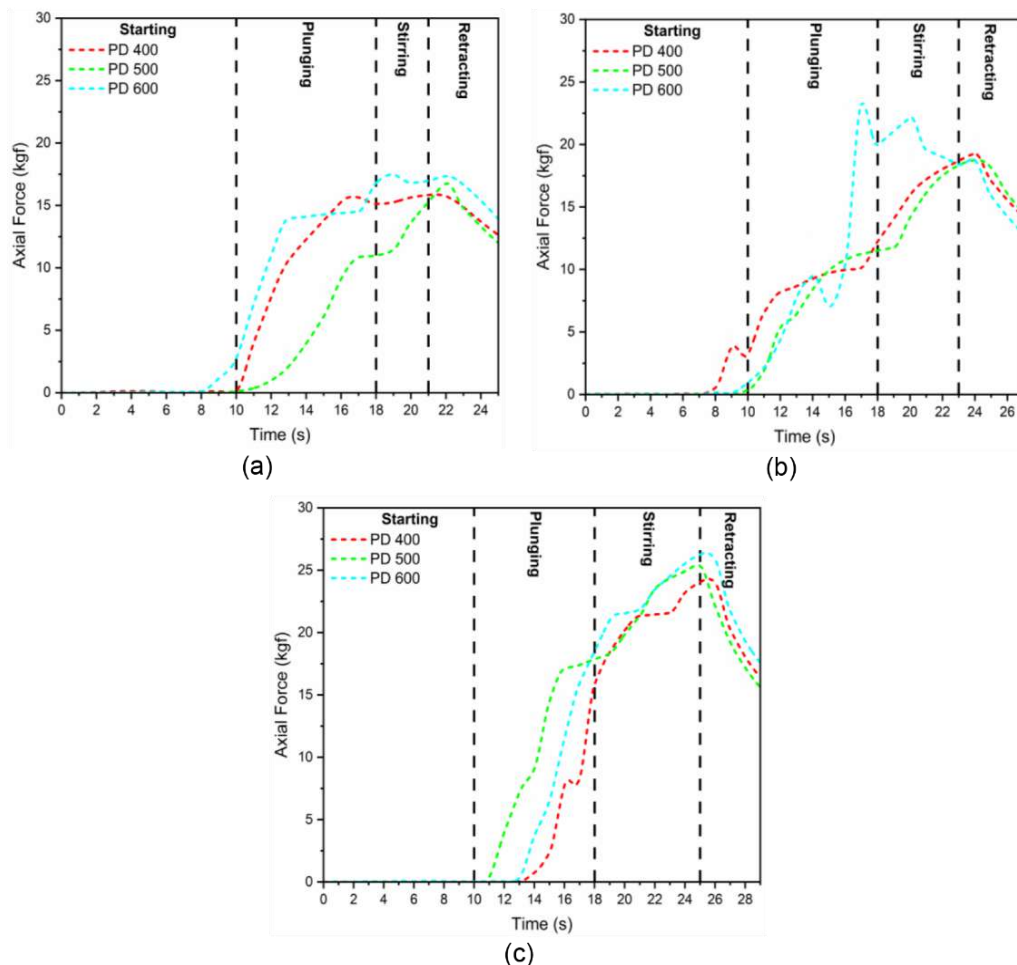 30
25
20
15
10
5
0
Axial Force (kgf)
Starting
PD 400
PD 500
PD 600
Plunging
Stirring
Retracting
0 2 4 6 8 10 12 14 16 18 20 22 24
Time (s)
(a)
30
25
20
15
10
5
0
Axial Force (kgf)
Starting
PD 400
PD 500
PD 600
Plunging
Stirring
Retracting
0 2 4 6 8 10 12 14 16 18 20 22 24 26
Time (s)
(b)
30
25
20
15
10
5
0
Axial Force (kgf)
Starting
PD 400
PD 500
PD 600
Plunging
Stirring
Retracting
0 2 4 6 8 10 12 14 16 18 20 22 24 26 28
Time (s)
(c)